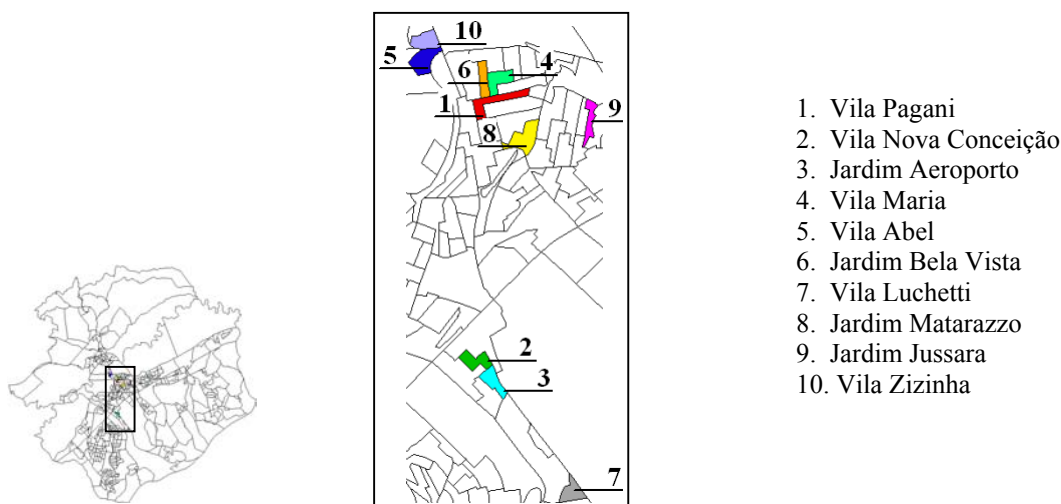 10
5
6
4
1
9
8
2
3
7
1. Vila Pagani
2. Vila Nova Conceição
3. Jardim Aeroporto
4. Vila Maria
5. Vila Abel
6. Jardim Bela Vista
7. Vila Luchetti
8. Jardim Matarazzo
9. Jardim Jussara
10. Vila Zizinha